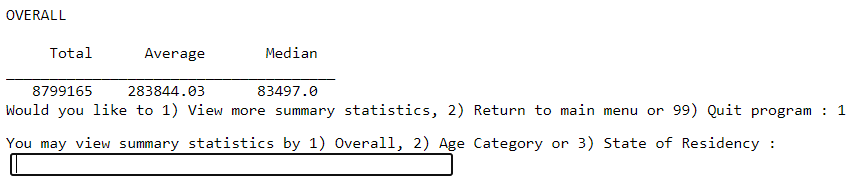 OVERALL
Total Average Median
8799165 283844.03 83497.0
Would you like to 1) View more summary statistics, 2) Return to main menu or 99) Quit program : 1
You may view summary statistics by 1) Overall, 2) Age Category or 3) State of Residency :